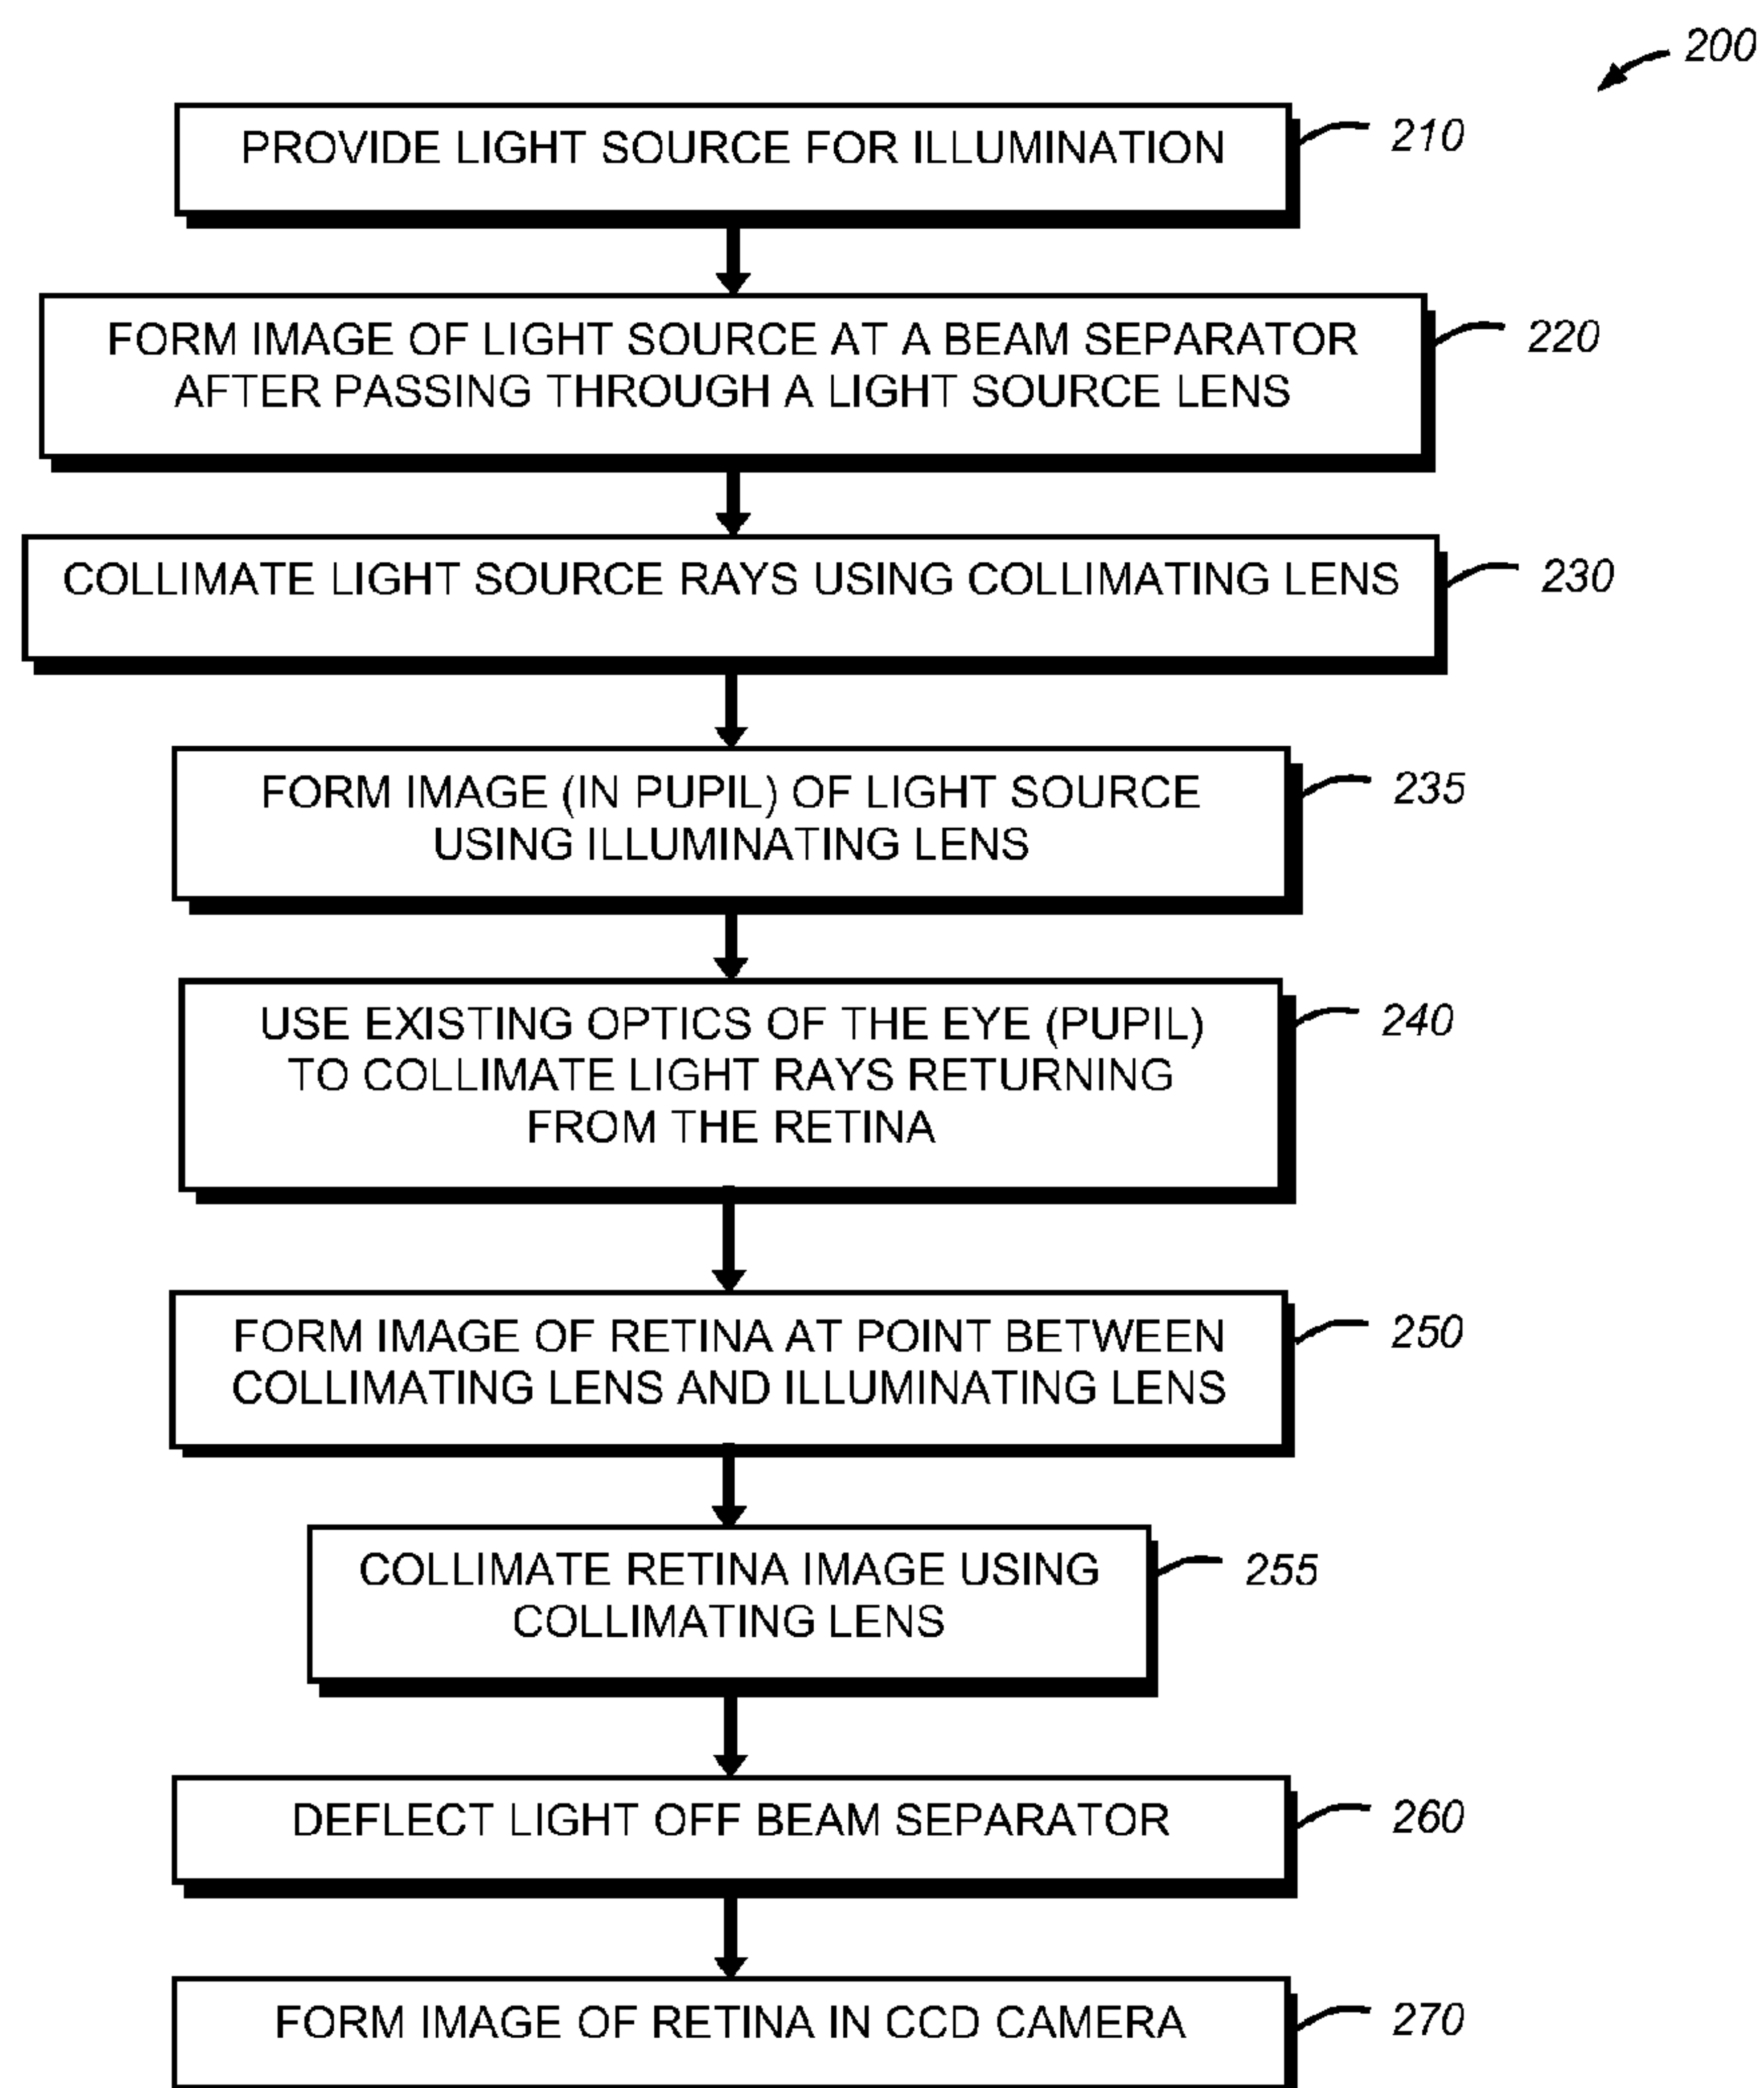 200
PROVIDE LIGHT SOURCE FOR ILLUMINATION
210
FORM IMAGE OF LIGHT SOURCE AT A BEAM SEPARATOR
AFTER PASSING THROUGH A LIGHT SOURCE LENS
220
COLLIMATE LIGHT SOURCE RAYS USING COLLIMATING LENS
230
FORM IMAGE (IN PUPIL) OF LIGHT SOURCE
USING ILLUMINATING LENS
235
USE EXISTING OPTICS OF THE EYE (PUPIL)
TO COLLIMATE LIGHT RAYS RETURNING
FROM THE RETINA
240
FORM IMAGE OF RETINA AT POINT BETWEEN
COLLIMATING LENS AND ILLUMINATING LENS
250
COLLIMATE RETINA IMAGE USING
COLLIMATING LENS
255
DEFLECT LIGHT OFF BEAM SEPARATOR
260
FORM IMAGE OF RETINA IN CCD CAMERA
270